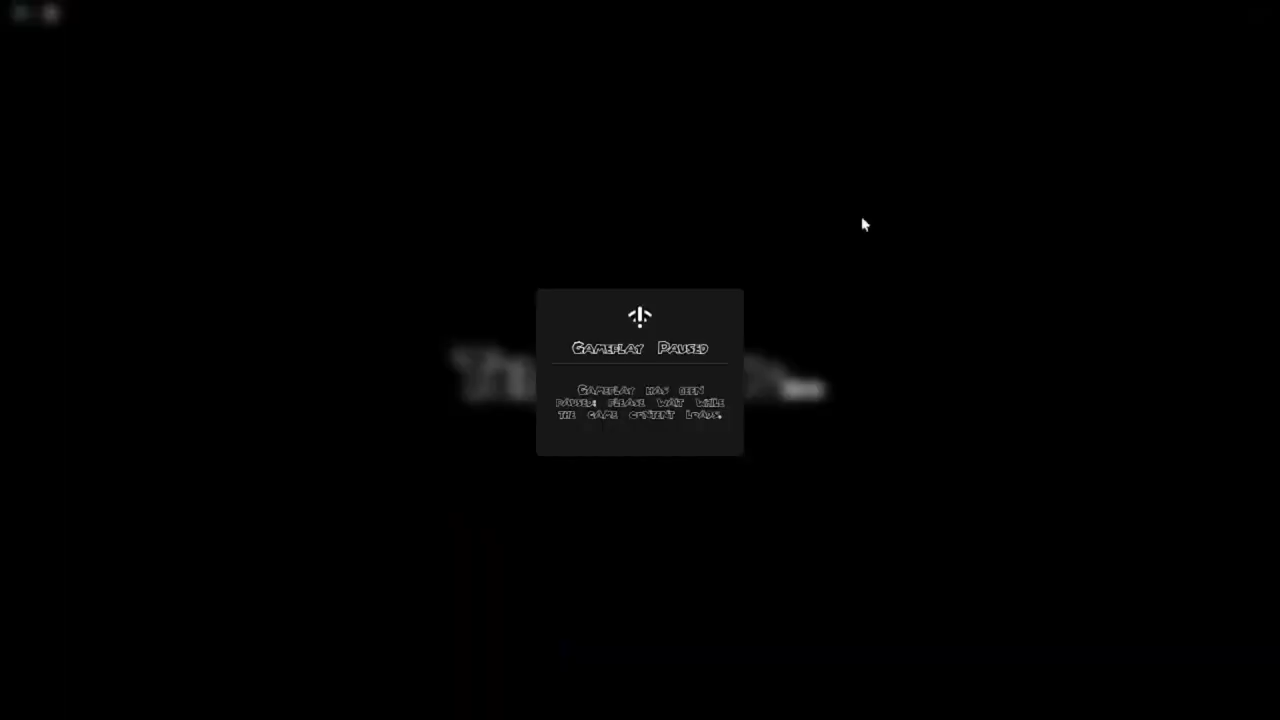 Gameplay Paused
Gameplay has been
paused; please wait while
the game content loads.